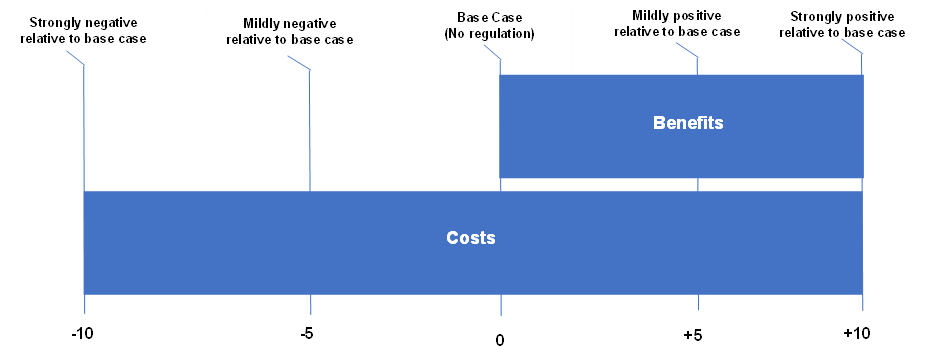 Strongly negative
relative to base case
Mildly negative
relative to base case
Base Case
(No regulation)
Mildly positive
relative to base case
Strongly positive
relative to base case
Benefits
Costs
-10
-5
0
+5
+10